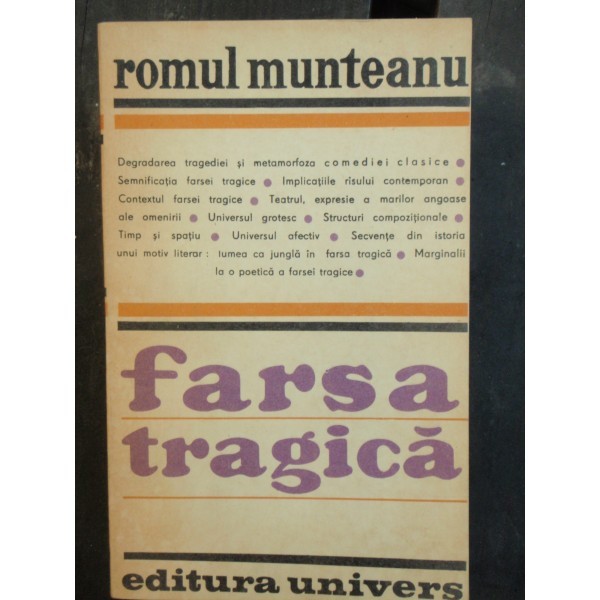 romul munteanu
Degradarea tragediei și metamorfoza comediei clasice ●
Semnificația farsei tragice ● Implicațiile rîsului contemporan ●
Contextul farsei tragice ● Teatrul, expresie a marilor angoase
ale omenirii ● Universul grotesc ● Structuri compoziționale ●
Timp și spațiu ● Universul afectiv ● Secvențe din istoria
unui motiv literar : lumea ca junglă în farsa tragică ● Marginalii
la o poetică a farsei tragice ●
farsa
tragică
editura univers